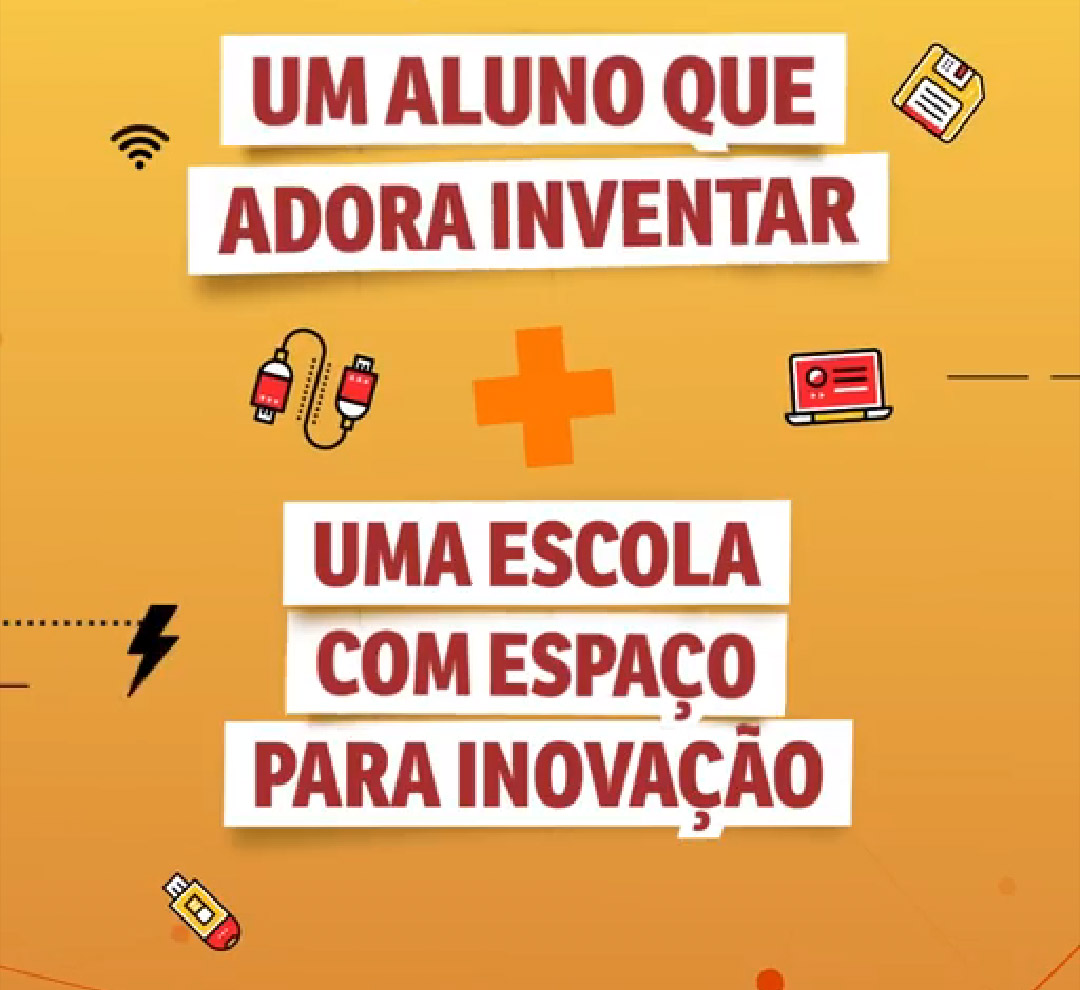 UM ALUNO QUE
ADORA INVENTAR
UMA ESCOLA
COM ESPAÇO
PARA INOVAÇÃO